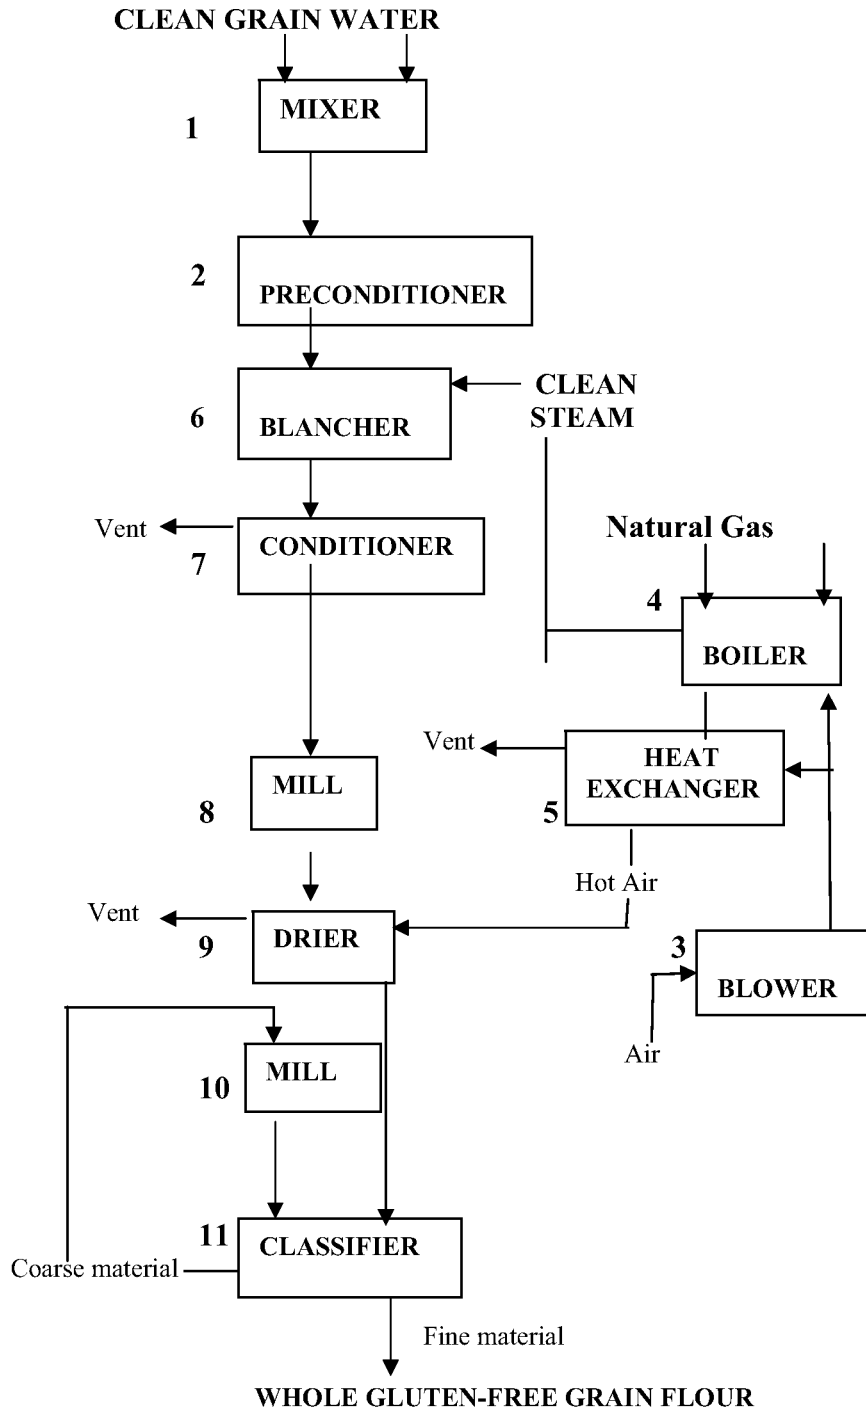 CLEAN GRAIN WATER
MIXER
1
2
PRECONDITIONER
CLEAN
STEAM
6
BLANCHER
Vent
CONDITIONER
7
Natural Gas
4
BOILER
Vent
HEAT
EXCHANGER
5
MILL
8
Hot Air
Vent
DRIER
9
3
BLOWER
Air
MILL
10
11
CLASSIFIER
Coarse material
Fine material
WHOLE GLUTEN-FREE GRAIN FLOUR